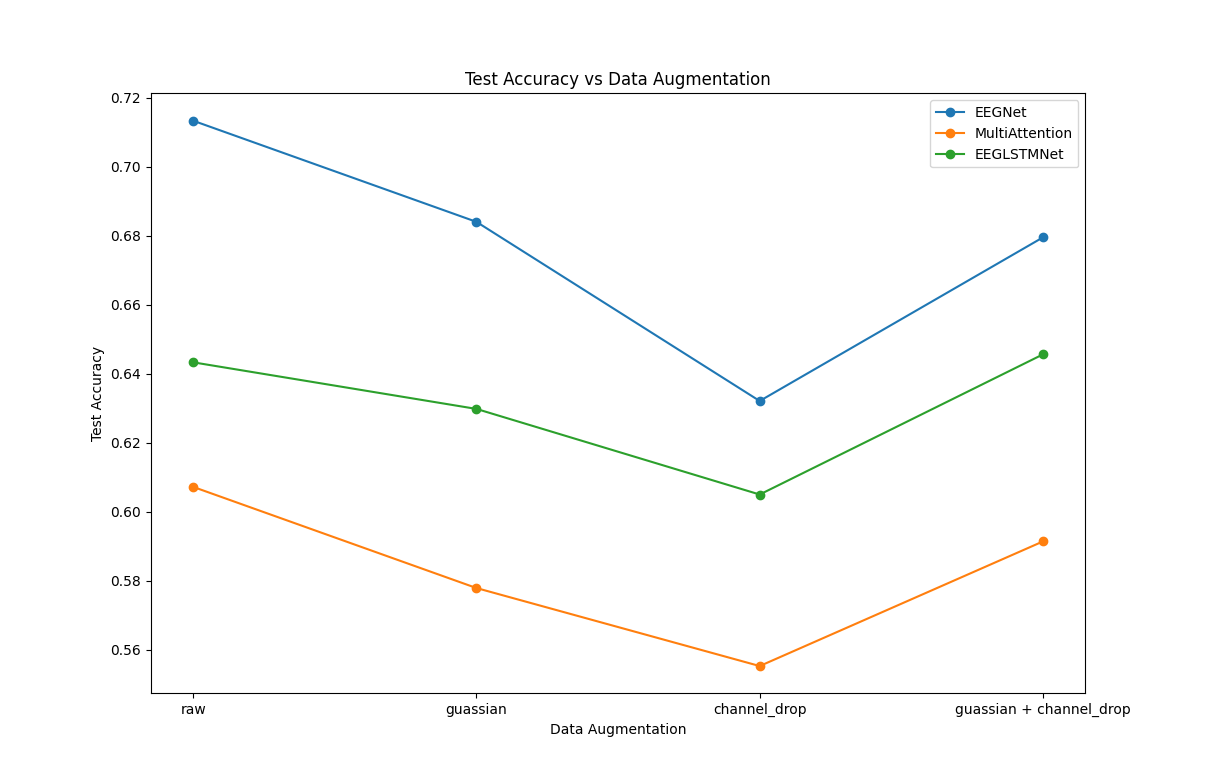 Test Accuracy vs Data Augmentation
0.72
0.70
0.68
0.66
0.64
0.62
0.60
0.58
0.56
Test Accuracy
EEGNet
MultiAttention
EEGLSTMNet
raw
guassian
channel_drop
guassian + channel_drop
Data Augmentation